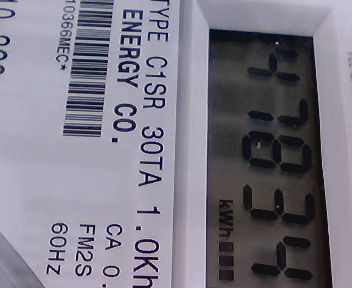 47834
kWh
TYPE C1SR 30TA 1.0Kh
ENERGY CO.
CA 0.
FM2S
60Hz
10366MEC*